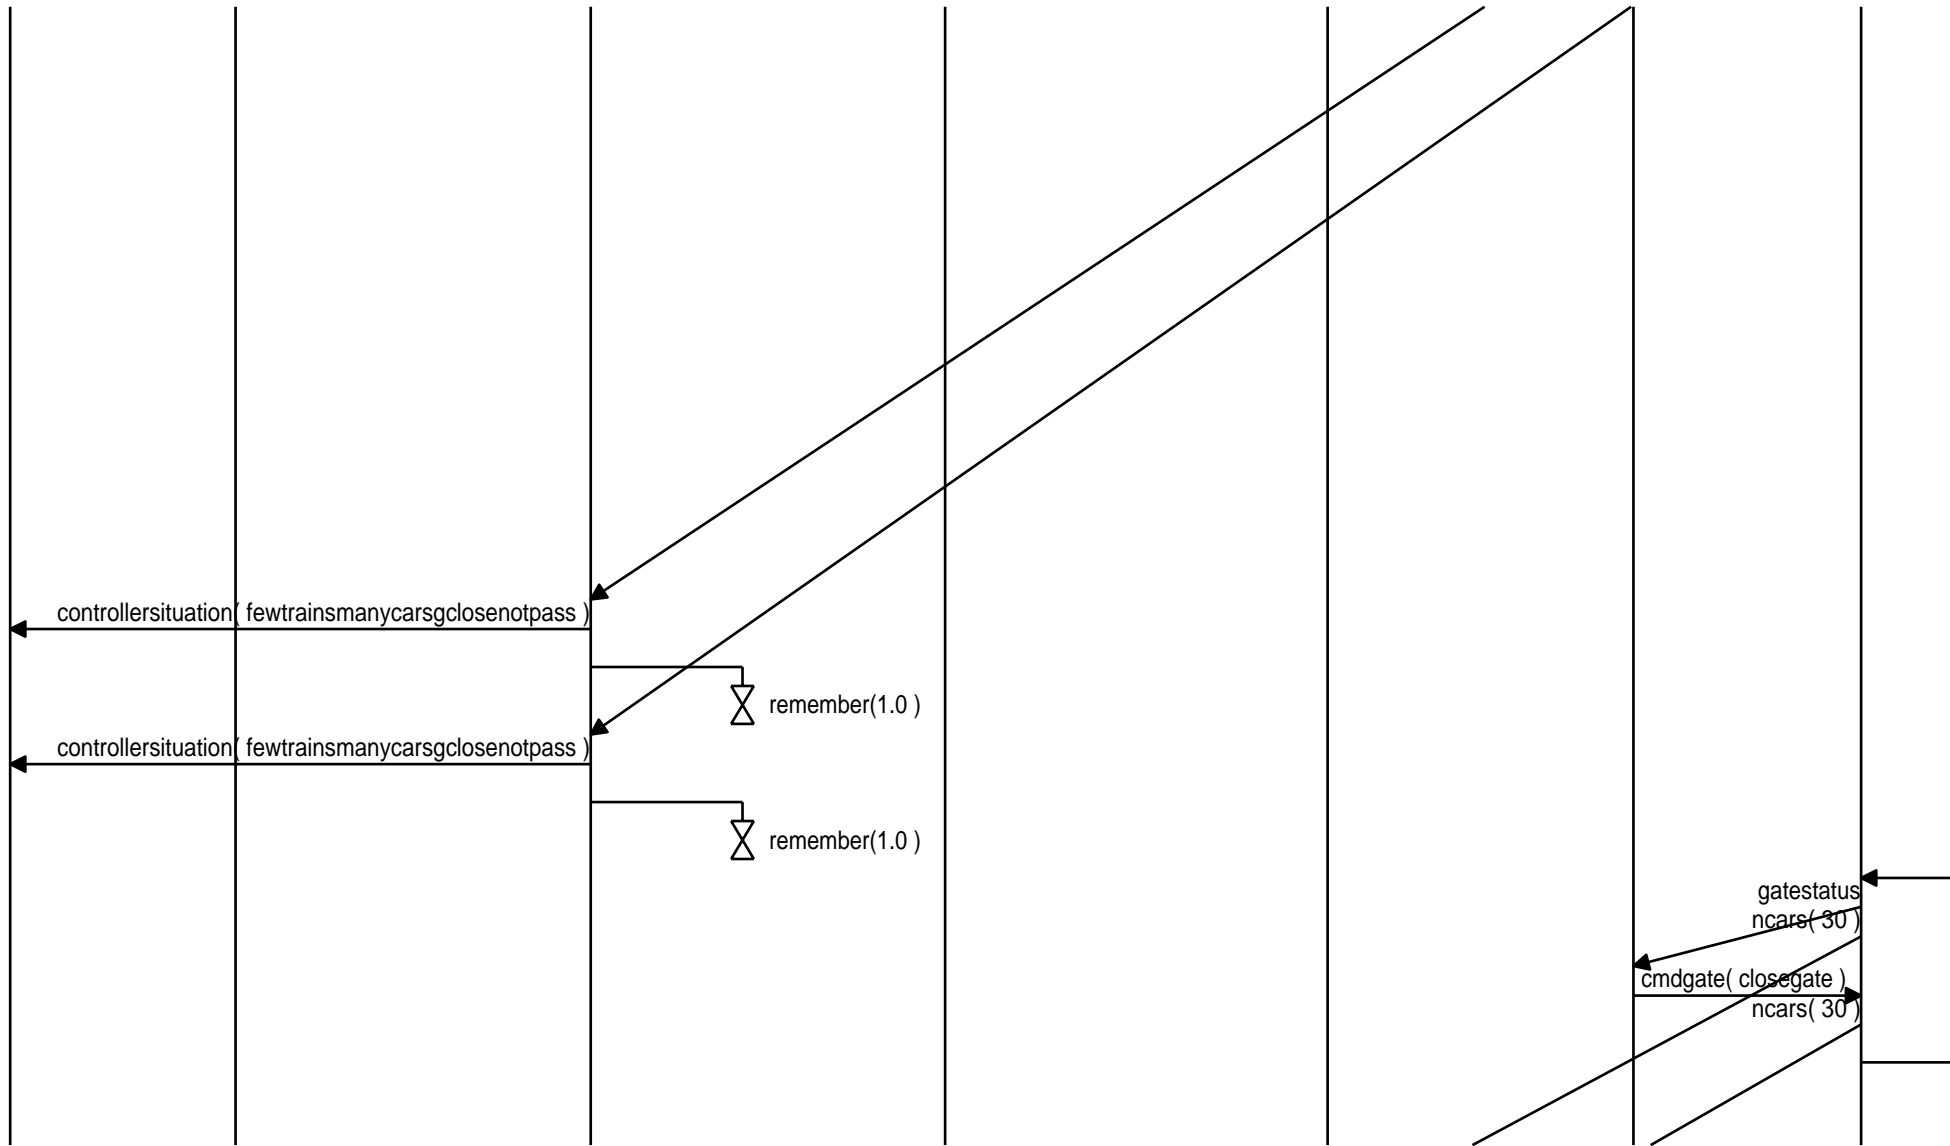 controllersituation( fewtrainsmanycarsgclosenotpass )
remember(1.0 )
controllersituation( fewtrainsmanycarsgclosenotpass )
remember(1.0 )
gatestatus
ncars( 30 )
cmdgate( closegate )
ncars( 30 )